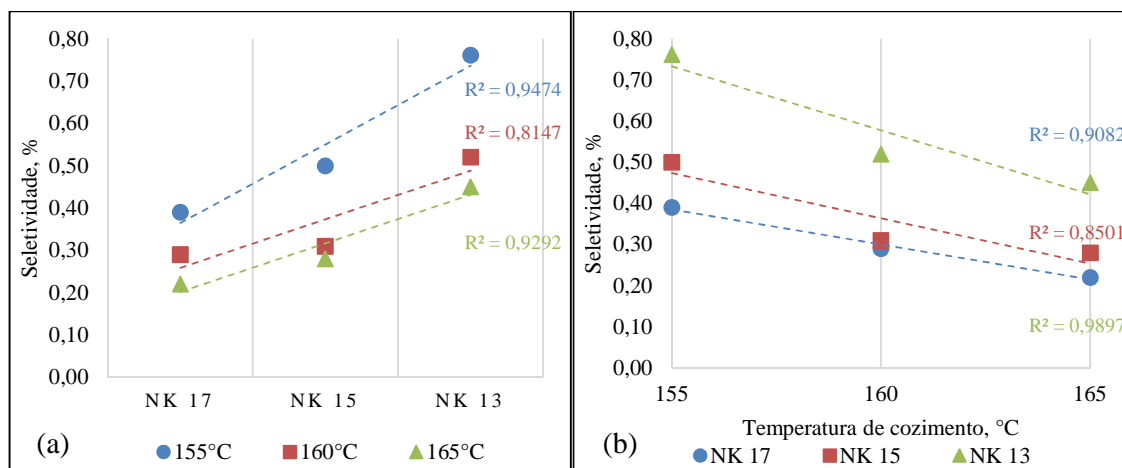 0,80
0,70
0,60
0,50
0,40
0,30
0,20
0,10
0,00
Seletividade, %
R² = 0,9474
R² = 0,8147
R² = 0,9292
NK 17 NK 15 NK 13
(a)
155°C 160°C 165°C
0,80
0,70
0,60
0,50
0,40
0,30
0,20
0,10
0,00
Seletividade, %
R² = 0,9082
R² = 0,8501
R² = 0,9897
155 160 165
Temperatura de cozimento, °C
(b)
NK 17 NK 15 NK 13